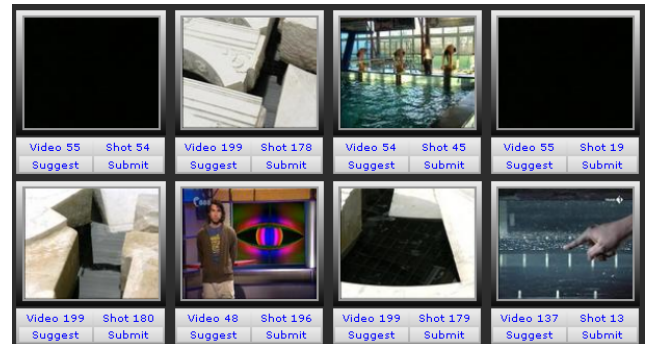 Video 55 Shot 54 Video 199 Shot 178 Video 54 Shot 45 Video 55 Shot 19
Suggest Submit Suggest Submit Suggest Submit Suggest Submit
Video 199 Shot 180 Video 48 Shot 196 Video 199 Shot 179 Video 137 Shot 13
Suggest Submit Suggest Submit Suggest Submit Suggest Submit